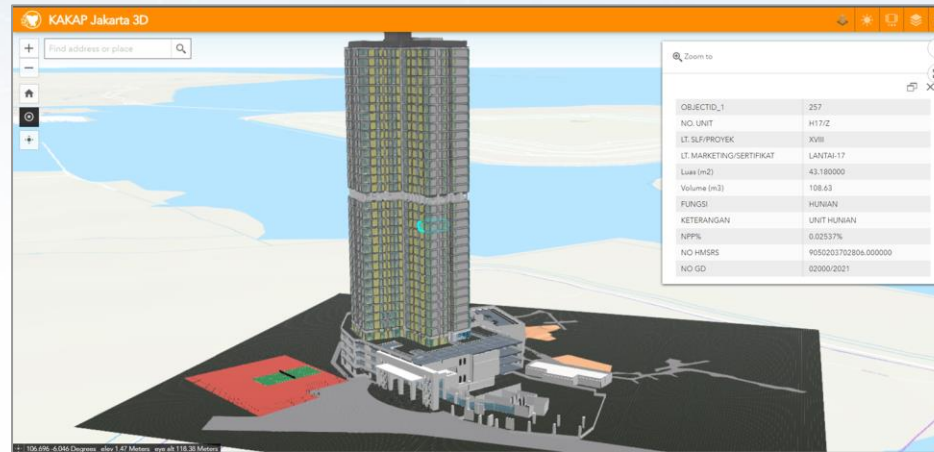 KAKAP Jakarta 3D
Find address or place
Zoom to
OBJECTID_1 257
NO. UNIT H17/Z
LT. SLF/PROYEK XVIII
LT. MARKETING/SERTIFIKAT LANTAI-17
Luas (m2) 43.180000
Volume (m3) 108.63
FUNGSI HUNIAN
KETERANGAN UNIT HUNIAN
NPP% 0.02537%
NO HMSRS 9050203702806.000000
NO GD 02000/2021
106.696 -6.046 Degrees elev 1.47 Meters eye alt 118.38 Meters